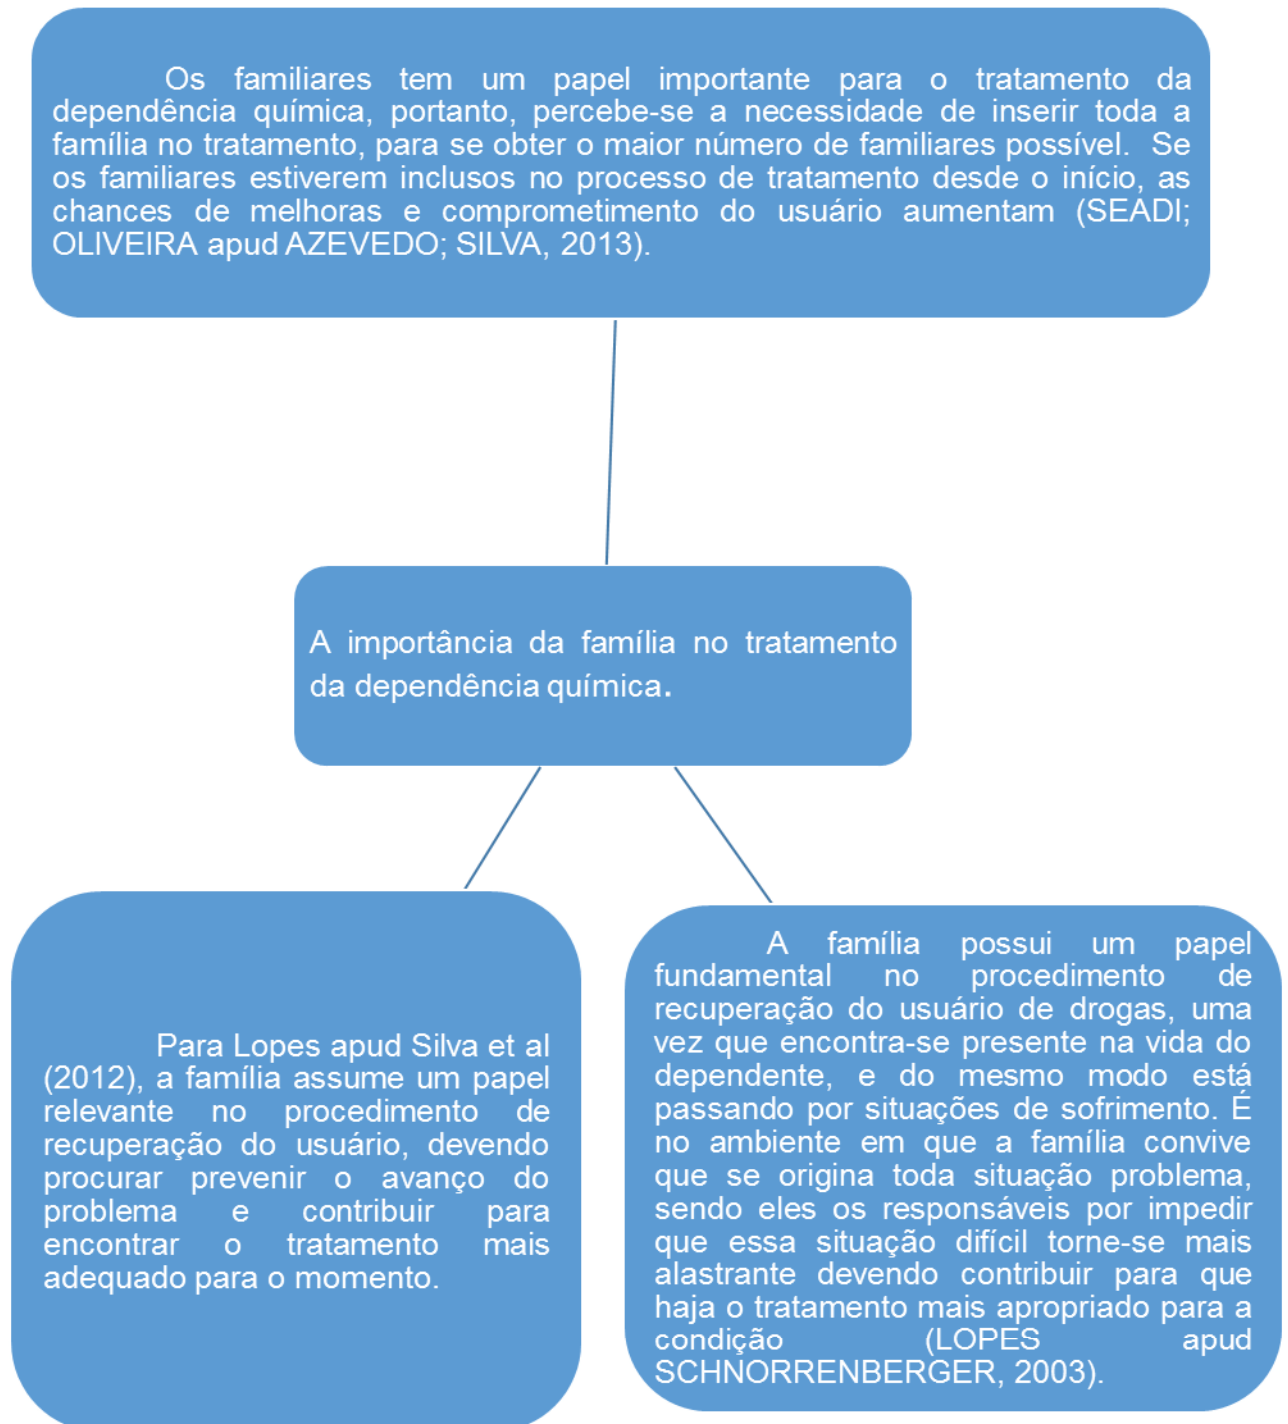 Os familiares tem um papel importante para o tratamento da
dependência química, portanto, percebe-se a necessidade de inserir toda a
família no tratamento, para se obter o maior número de familiares possível. Se
os familiares estiverem inclusos no processo de tratamento desde o início, as
chances de melhoras e comprometimento do usuário aumentam (SEADI;
OLIVEIRA apud AZEVEDO; SILVA, 2013).
A importância da família no tratamento
da dependência química.
Para Lopes apud Silva et al
(2012), a família assume um papel
relevante no procedimento de
recuperação do usuário, devendo
procurar prevenir o avanço do
problema e contribuir para
encontrar o tratamento mais
adequado para o momento.
A família possui um papel
fundamental no procedimento de
recuperação do usuário de drogas, uma
vez que encontra-se presente na vida do
dependente, e do mesmo modo está
passando por situações de sofrimento. É
no ambiente em que a família convive
que se origina toda situação problema,
sendo eles os responsáveis por impedir
que essa situação difícil torne-se mais
alastrante devendo contribuir para que
haja o tratamento mais apropriado para a
condição (LOPES apud
SCHNORRENBERGER, 2003).